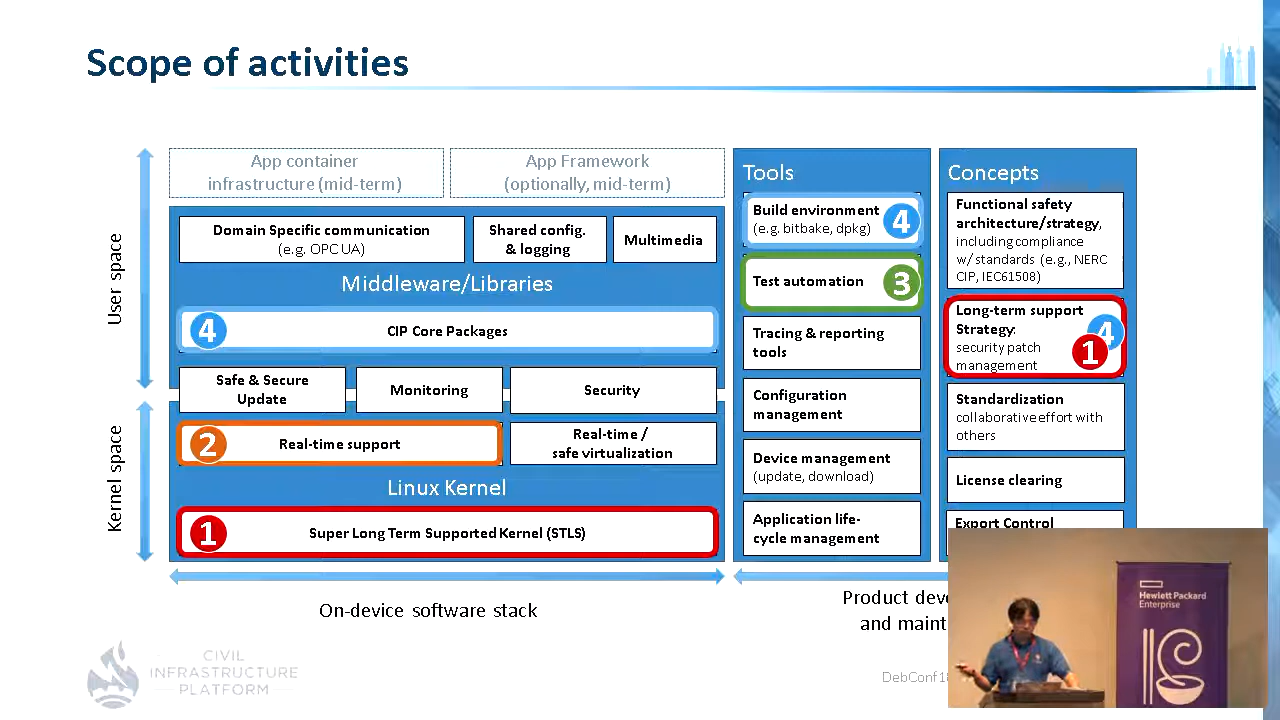 Scope of activities
App container
infrastructure (mid-term)
App Framework
(optionally, mid-term)
User space
Domain Specific communication
(e.g. OPC UA)
Shared config.
& logging
Multimedia
Middleware/Libraries
4
CIP Core Packages
Safe & Secure
Update
Monitoring
Security
Kernel space
2
Real-time support
Real-time /
safe virtualization
Linux Kernel
1
Super Long Term Supported Kernel (STLS)
On-device software stack
Tools
Build environment
(e.g. bitbake, dpkg)
4
Test automation
3
Tracing & reporting
tools
Configuration
management
Device management
(update, download)
Application life-
cycle management
Concepts
Functional safety
architecture/strategy,
including compliance
w/ standards (e.g., NERC
CIP, IEC61508)
Long-term support
Strategy:
security patch
management
4
1
Standardization
collaborative effort with
others
License clearing
Export Control
Product
and
CIVIL
INFRASTRUCTURE
PLATFORM
Hewlett Packard
Enterprise